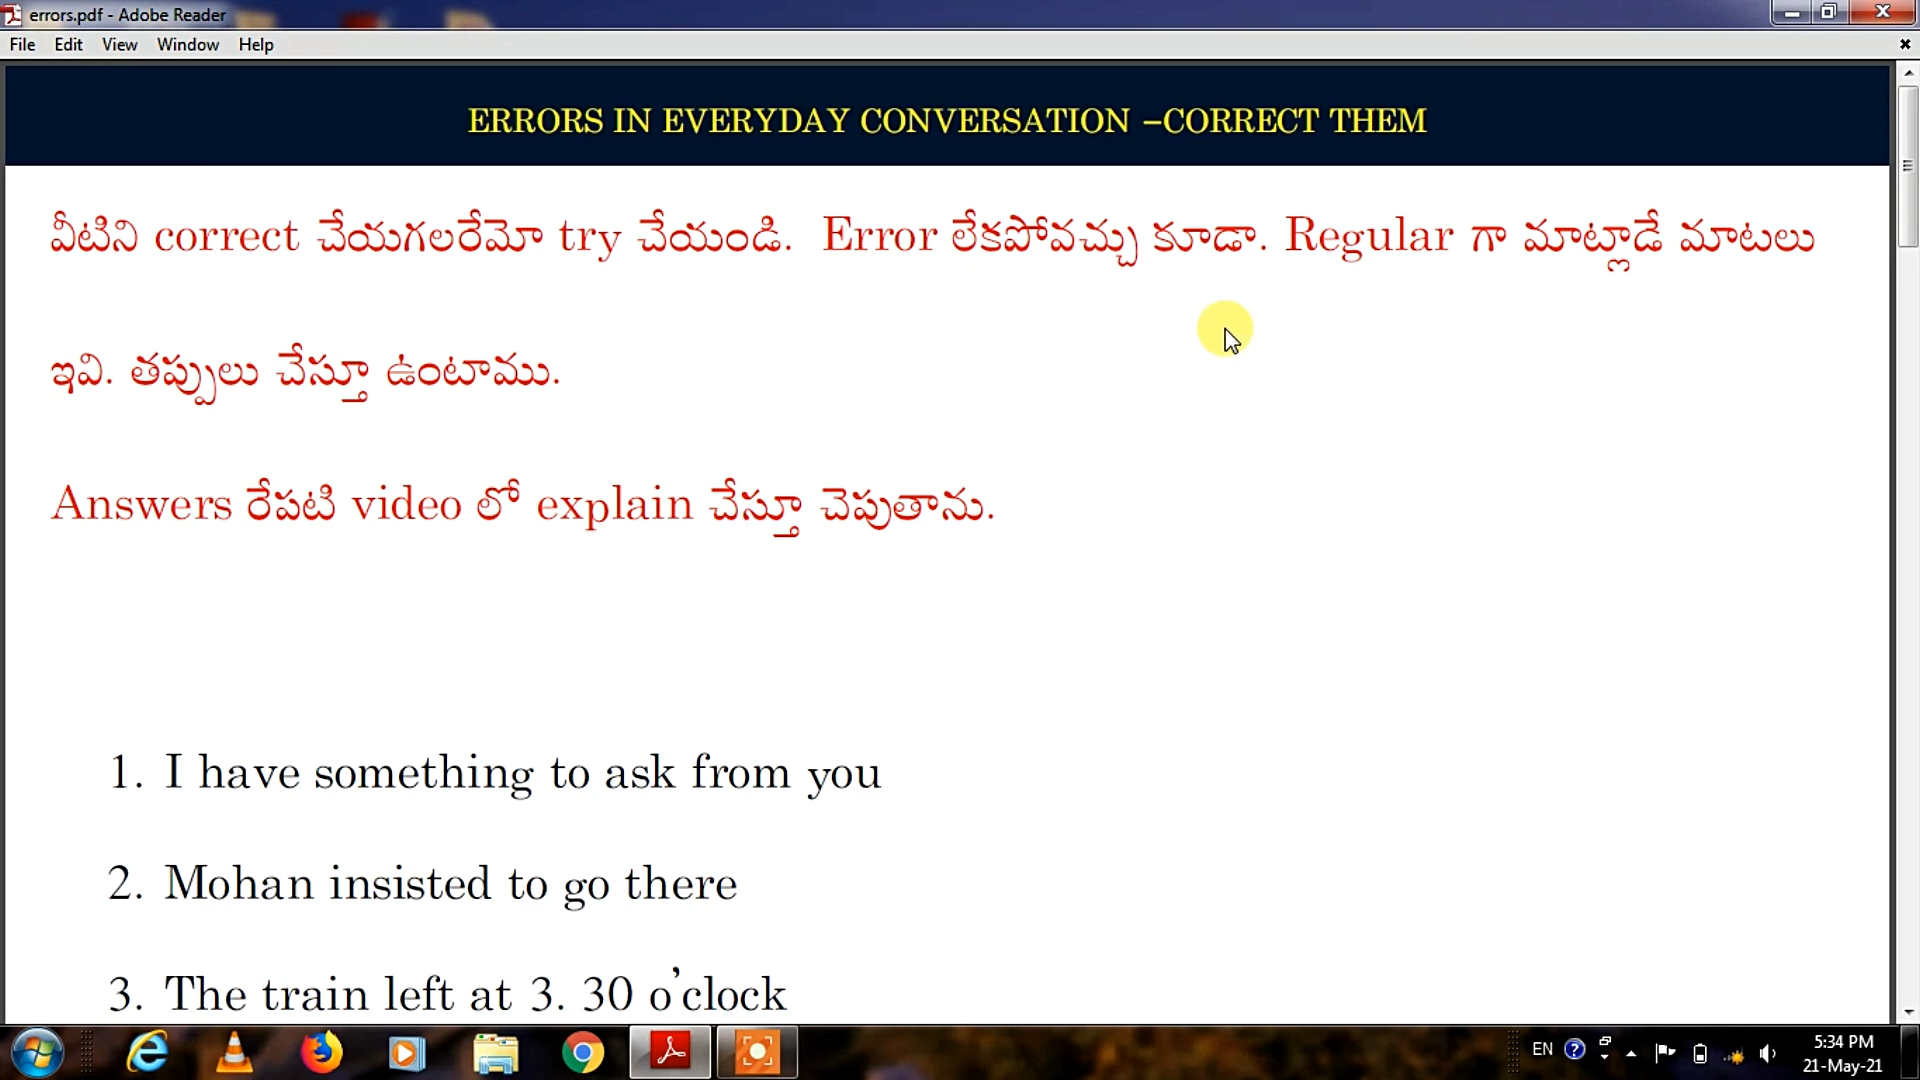 errors.pdf - Adobe Reader
File Edit View Window Help
ERRORS IN EVERYDAY CONVERSATION –CORRECT THEM
వీటిని correct చేయగలరేమో try చేయండి. Error లేకపోవచ్చు కూడా. Regular గా మాట్లాడే మాటలు
ఇవి. తప్పులు చేస్తూ ఉంటాము.
Answers రేపటి video లో explain చేస్తూ చెపుతాను.
1. I have something to ask from you
2. Mohan insisted to go there
3. The train left at 3. 30 o’clock
EN
5:34 PM
21-May-21